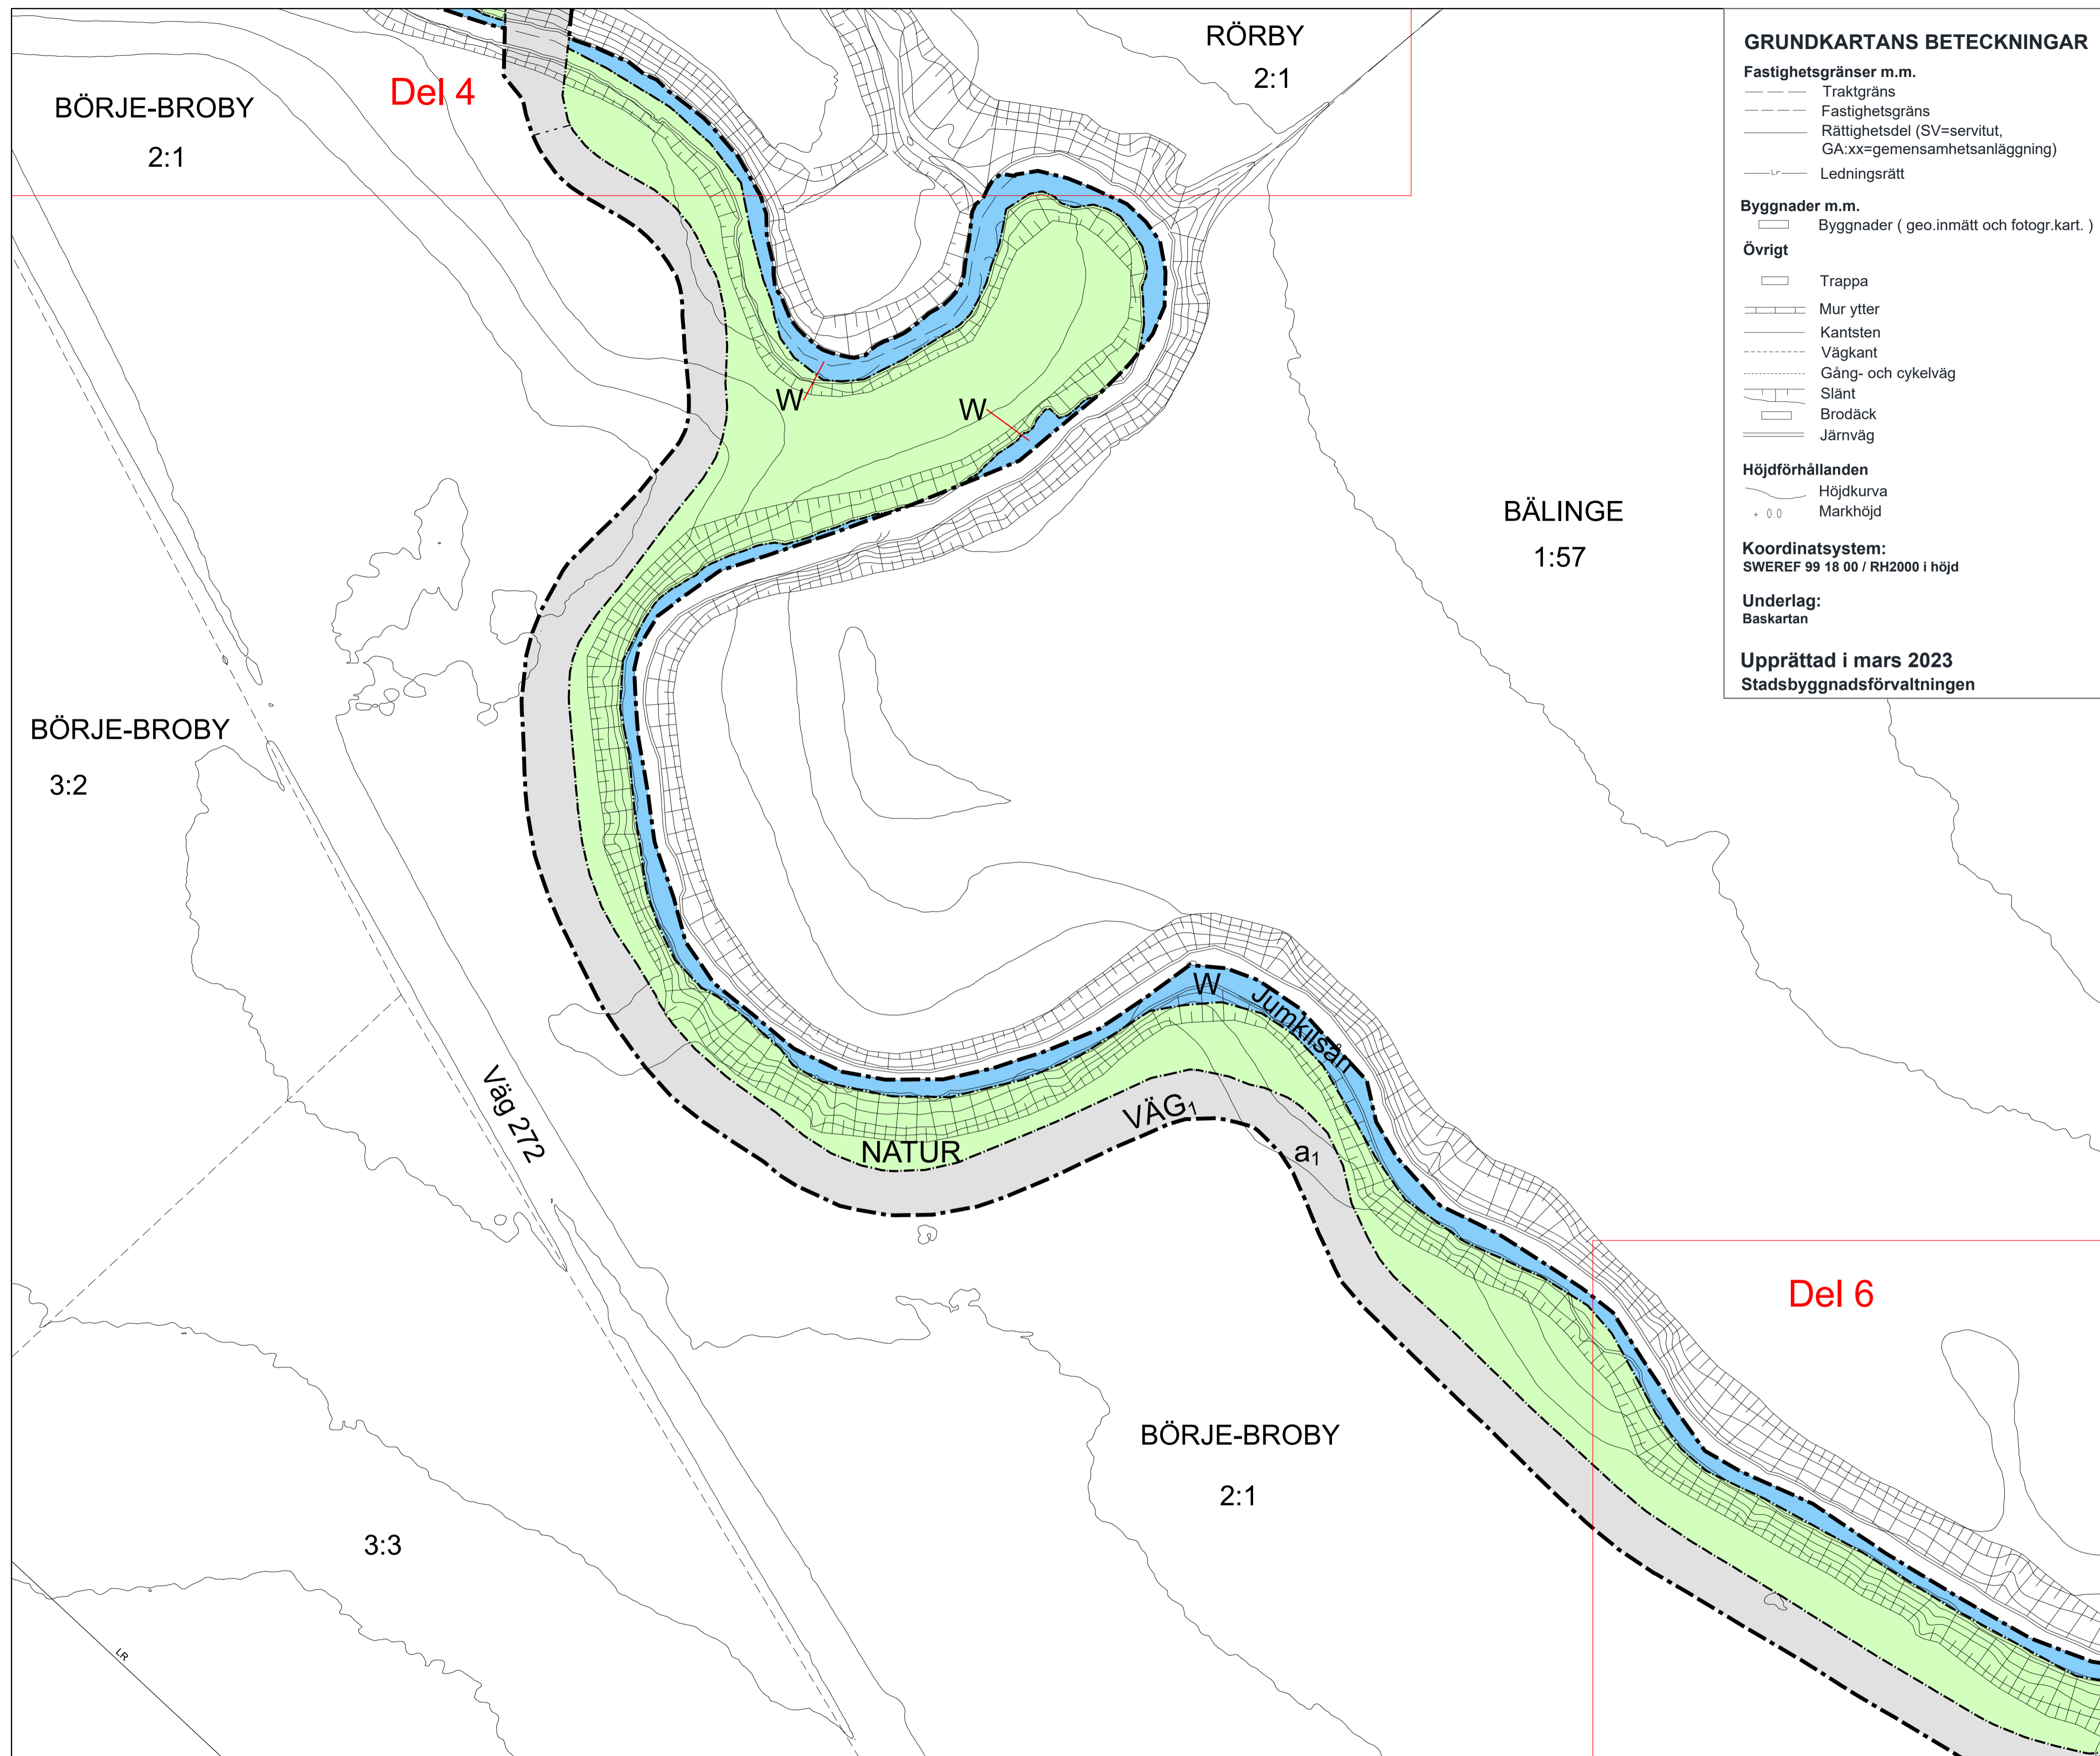 RÖRBY
2:1
BÖRJE-BROBY
2:1
Del 4
W
W
BÄLINGE
1:57
BÖRJE-BROBY
3:2
Väg 272
W
Jumkilsån
VÄG1
NATUR
a1
Del 6
BÖRJE-BROBY
2:1
3:3
LR
GRUNDKARTANS BETECKNINGAR
Fastighetsgränser m.m.
Traktgräns
Fastighetsgräns
Rättighetsdel (SV=servitut,
GA:xx=gemensamhetsanläggning)
Lr Ledningsrätt
Byggnader m.m.
Byggnader ( geo.inmätt och fotogr.kart. )
Övrigt
Trappa
Mur ytter
Kantsten
Vägkant
Gång- och cykelväg
Slänt
Brodäck
Järnväg
Höjdförhållanden
Höjdkurva
+ 0.0 Markhöjd
Koordinatsystem:
SWEREF 99 18 00 / RH2000 i höjd
Underlag:
Baskartan
Upprättad i mars 2023
Stadsbyggnadsförvaltningen